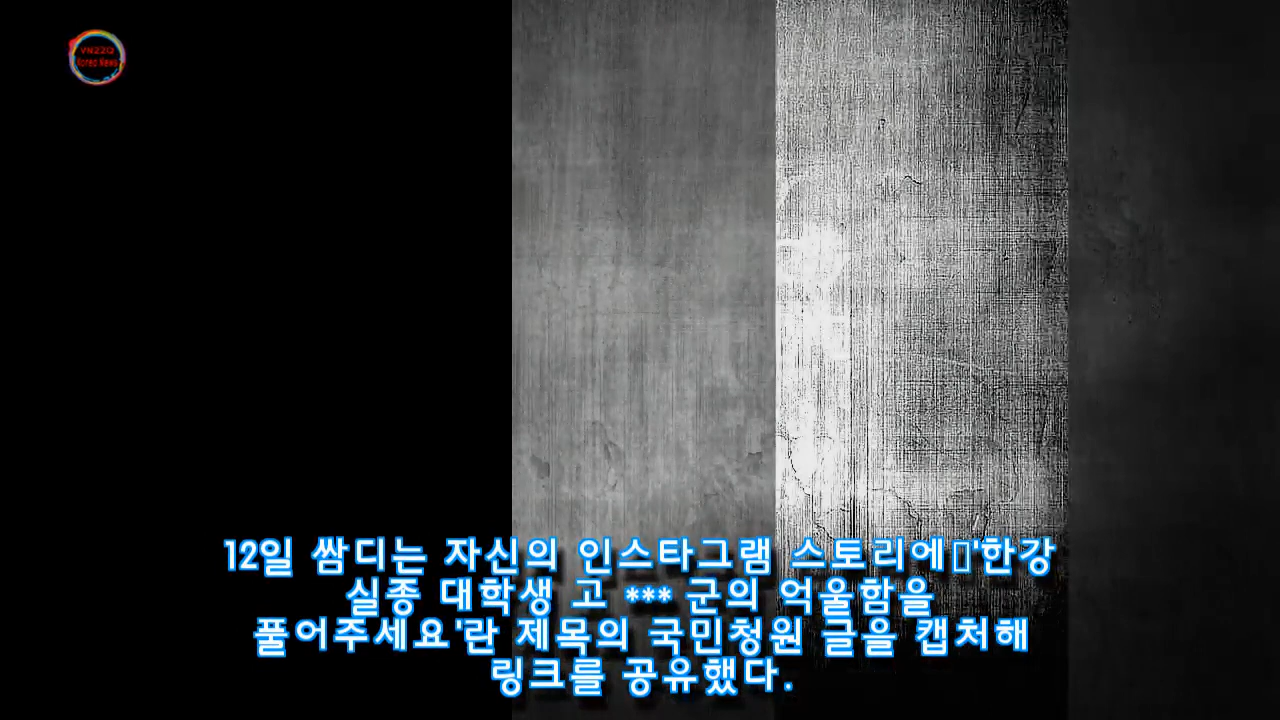 VN22Q
Korea News
12일 쌈디는 자신의 인스타그램 스토리에 '한강
실종 대학생 고 *** 군의 억울함을
풀어주세요'란 제목의 국민청원 글을 캡처해
링크를 공유했다.